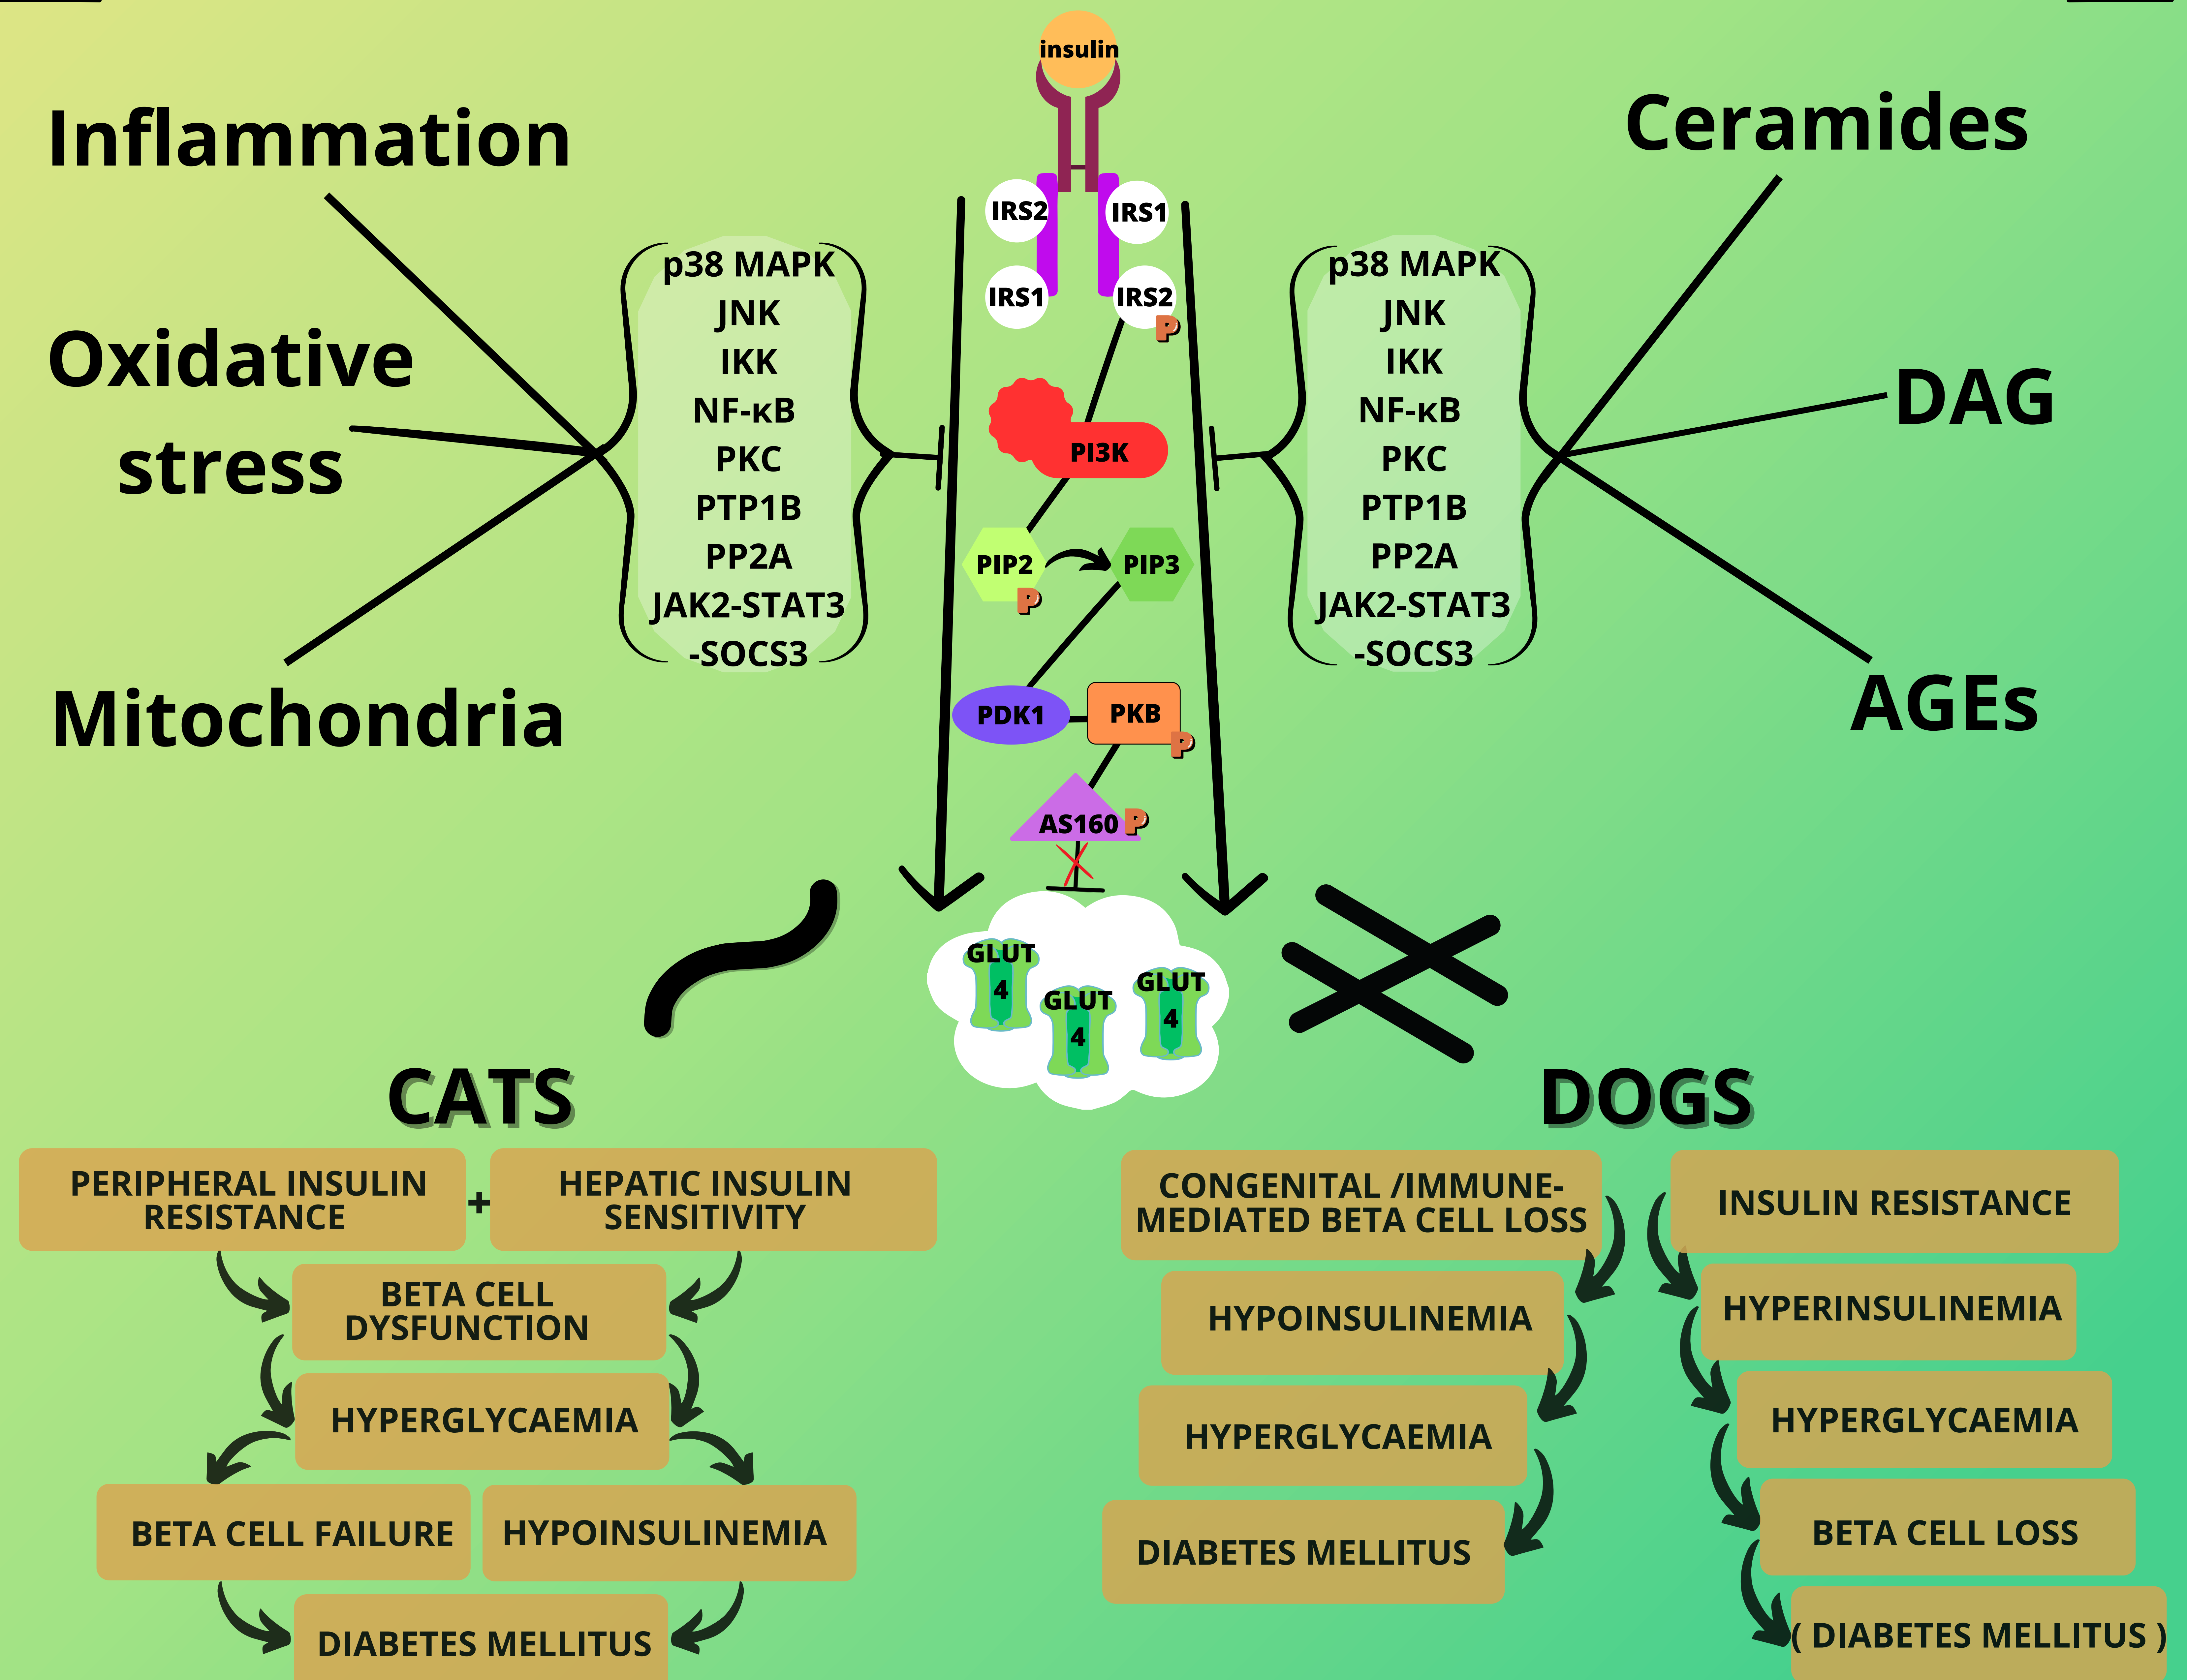 insulin
IRS2
IRS1
IRS1
IRS2
P
PI3K
PIP2
P
PIP3
PDK1
PKB
P
AS160
P
GLUT
4
GLUT
4
GLUT
4
Inflammation
Oxidative
stress
Mitochondria
p38 MAPK
JNK
IKK
NF-κB
PKC
PTP1B
PP2A
JAK2-STAT3
-SOCS3
p38 MAPK
JNK
IKK
NF-κB
PKC
PTP1B
PP2A
JAK2-STAT3
-SOCS3
Ceramides
DAG
AGEs
CATS
PERIPHERAL INSULIN
RESISTANCE
+
HEPATIC INSULIN
SENSITIVITY
BETA CELL
DYSFUNCTION
HYPERGLYCAEMIA
BETA CELL FAILURE
HYPOINSULINEMIA
DIABETES MELLITUS
DOGS
CONGENITAL /IMMUNE-
MEDIATED BETA CELL LOSS
HYPOINSULINEMIA
HYPERGLYCAEMIA
DIABETES MELLITUS
INSULIN RESISTANCE
HYPERINSULINEMIA
HYPERGLYCAEMIA
BETA CELL LOSS
( DIABETES MELLITUS )